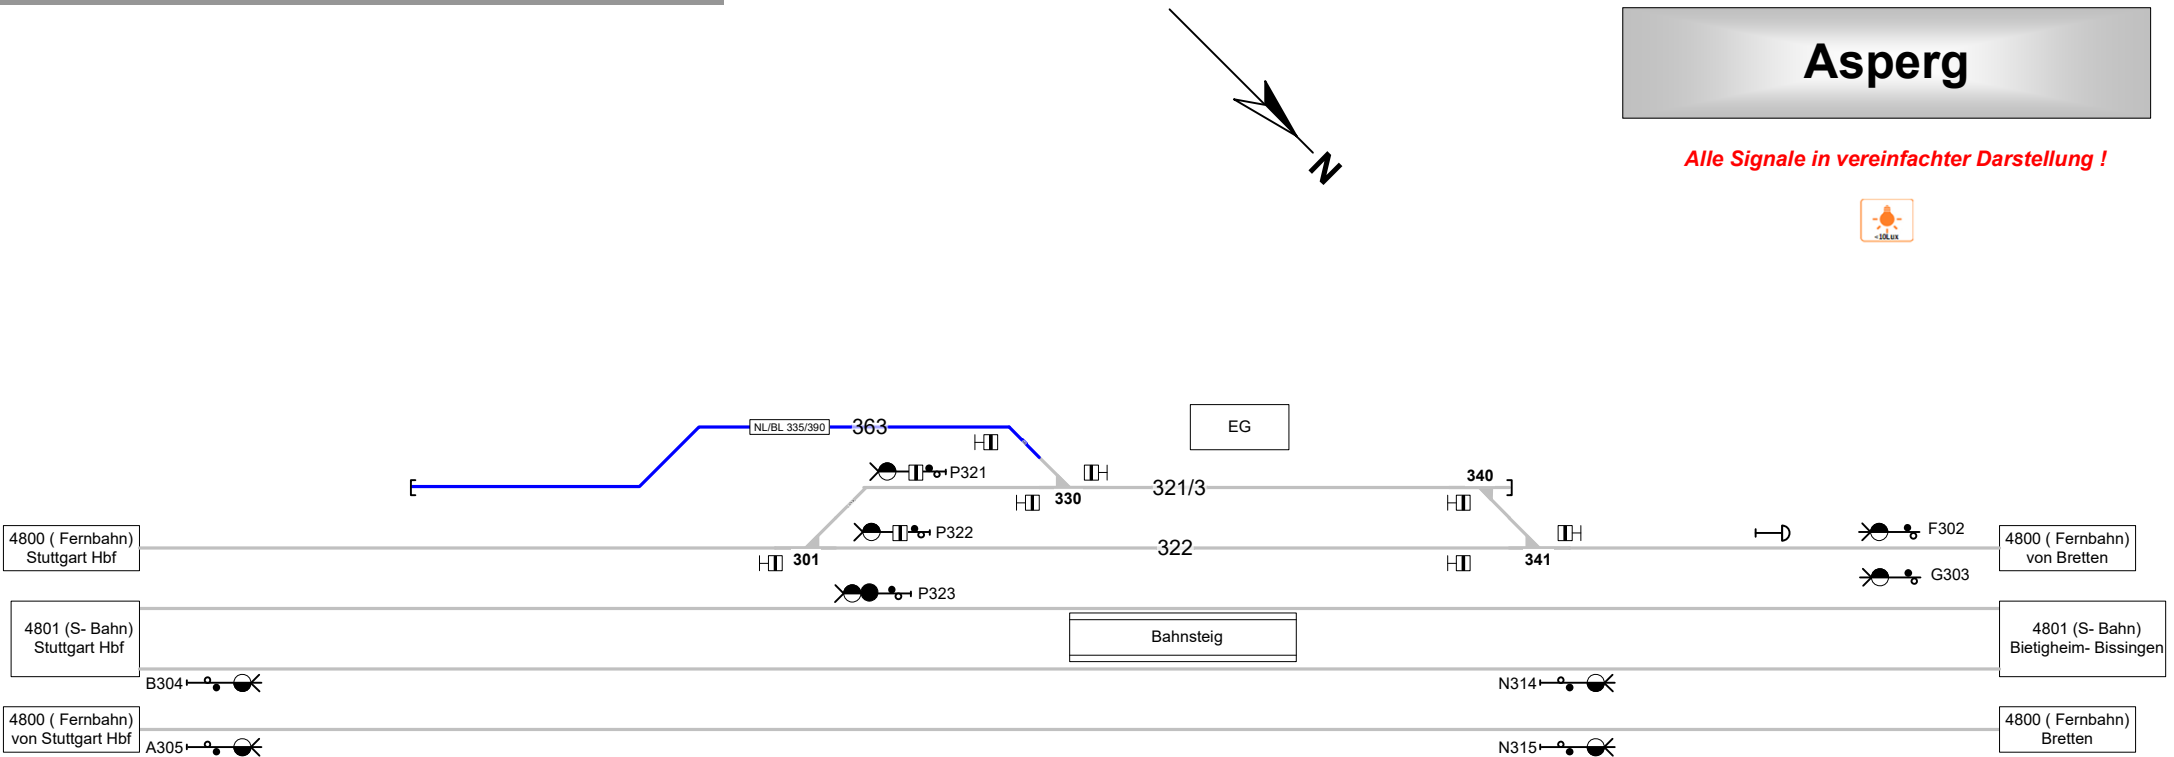 Asperg
Alle Signale in vereinfachter Darstellung !
<10Lux
N
NL/BL 335/390
363
EG
P321
330
321/3
340
4800 ( Fernbahn)
Stuttgart Hbf
301
P322
322
341
F302
G303
4800 ( Fernbahn)
von Bretten
P323
4801 (S- Bahn)
Stuttgart Hbf
Bahnsteig
4801 (S- Bahn)
Bietigheim- Bissingen
B304
N314
4800 ( Fernbahn)
von Stuttgart Hbf
A305
N315
4800 ( Fernbahn)
Bretten